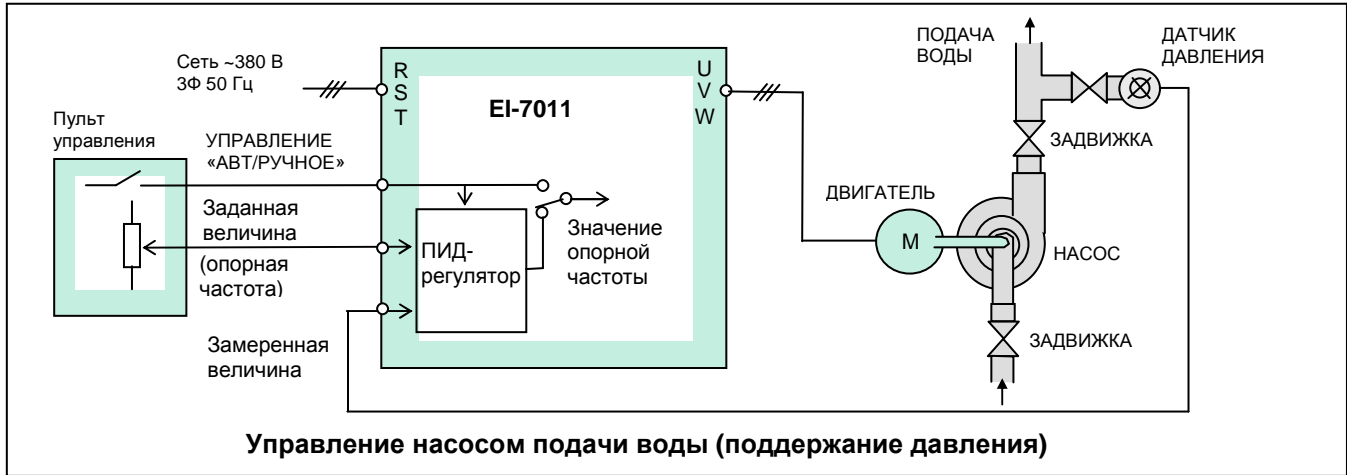 Сеть ~380 В
3Ф 50 Гц
R
S
T
EI-7011
U
V
W
ПОДАЧА
ВОДЫ
ДАТЧИК
ДАВЛЕНИЯ
Пульт
управления
УПРАВЛЕНИЕ
«АВТ/РУЧНОЕ»
ЗАДВИЖКА
Заданная
величина
(опорная
частота)
ПИД-
регулятор
Значение
опорной
частоты
ДВИГАТЕЛЬ
М
НАСОС
Замеренная
величина
ЗАДВИЖКА
Управление насосом подачи воды (поддержание давления)